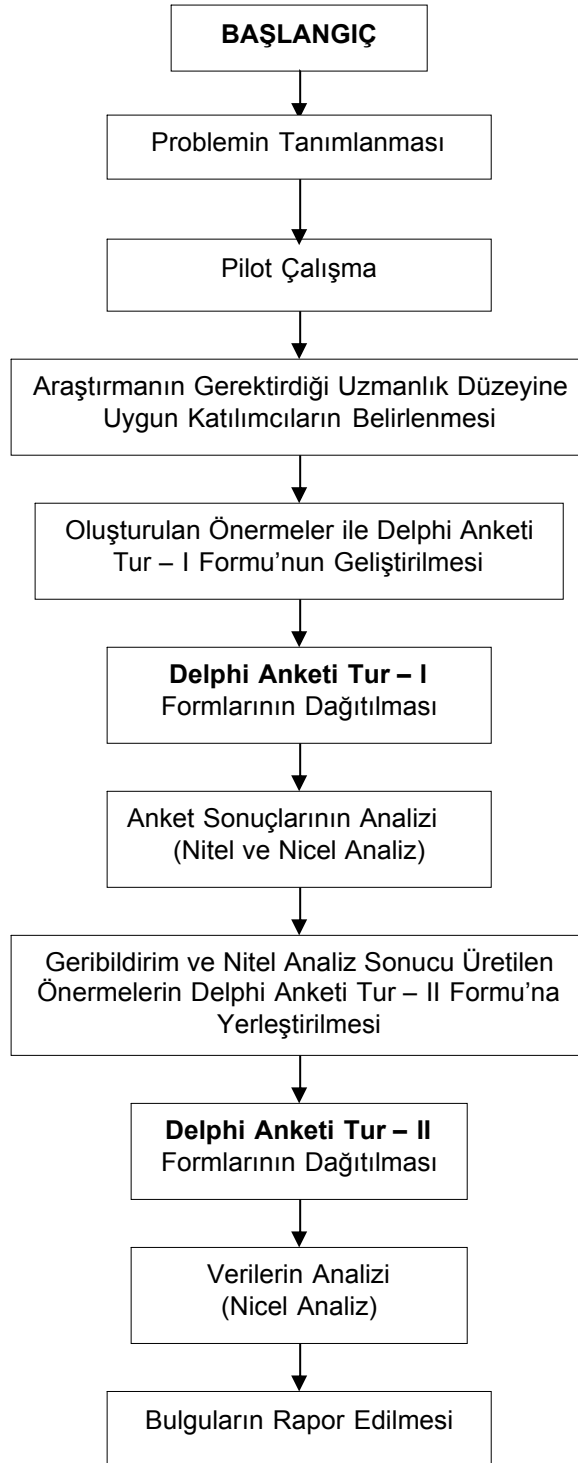 BAŞLANGIÇ
Problemin Tanımlanması
Pilot Çalışma
Araştırmanın Gerektirdiği Uzmanlık Düzeyine
Uygun Katılımcıların Belirlenmesi
Oluşturulan Önermeler ile Delphi Anketi
Tur – I Formu’nun Geliştirilmesi
Delphi Anketi Tur – I
Formlarının Dağıtılması
Anket Sonuçlarının Analizi
(Nitel ve Nicel Analiz)
Geribildirim ve Nitel Analiz Sonucu Üretilen
Önermelerin Delphi Anketi Tur – II Formu’na
Yerleştirilmesi
Delphi Anketi Tur – II
Formlarının Dağıtılması
Verilerin Analizi
(Nicel Analiz)
Bulguların Rapor Edilmesi